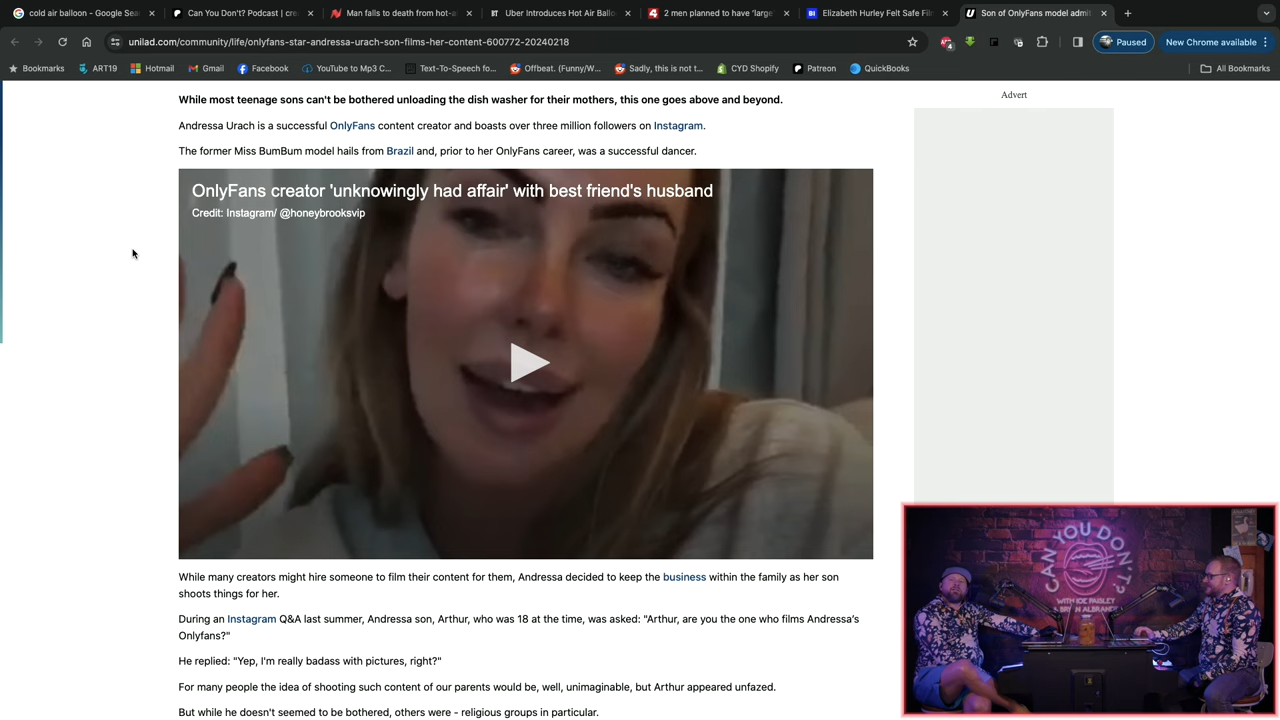 cold air balloon - Google Sea
Can You Don't? Podcast | crea
Man falls to death from hot-a
Uber Introduces Hot Air Ballo
2 men planned to have 'large
Elizabeth Hurley Felt Safe Fil
Son of OnlyFans model admit
unilad.com/community/life/onlyfans-star-andressa-urach-son-films-her-content-600772-20240218
4
Paused
New Chrome available
Bookmarks
ART19
Hotmail
Gmail
Facebook
YouTube to Mp3 C...
Text-To-Speech fo...
Offbeat. (Funny/W...
Sadly, this is not t...
CYD Shopify
Patreon
QuickBooks
All Bookmarks
While most teenage sons can't be bothered unloading the dish washer for their mothers, this one goes above and beyond.
Advert
Andressa Urach is a successful OnlyFans content creator and boasts over three million followers on Instagram.
The former Miss BumBum model hails from Brazil and, prior to her OnlyFans career, was a successful dancer.
OnlyFans creator 'unknowingly had affair' with best friend's husband
Credit: Instagram/ @honeybrooksvip
While many creators might hire someone to film their content for them, Andressa decided to keep the business within the family as her son
shoots things for her.
During an Instagram Q&A last summer, Andressa son, Arthur, who was 18 at the time, was asked: "Arthur, are you the one who films Andressa's
Onlyfans?"
He replied: "Yep, I'm really badass with pictures, right?"
For many people the idea of shooting such content of our parents would be, well, unimaginable, but Arthur appeared unfazed.
But while he doesn't seemed to be bothered, others were - religious groups in particular.
CAN YOU DON'T?
WITH JOE PAISLEY
& BRYAN ALBRANDT